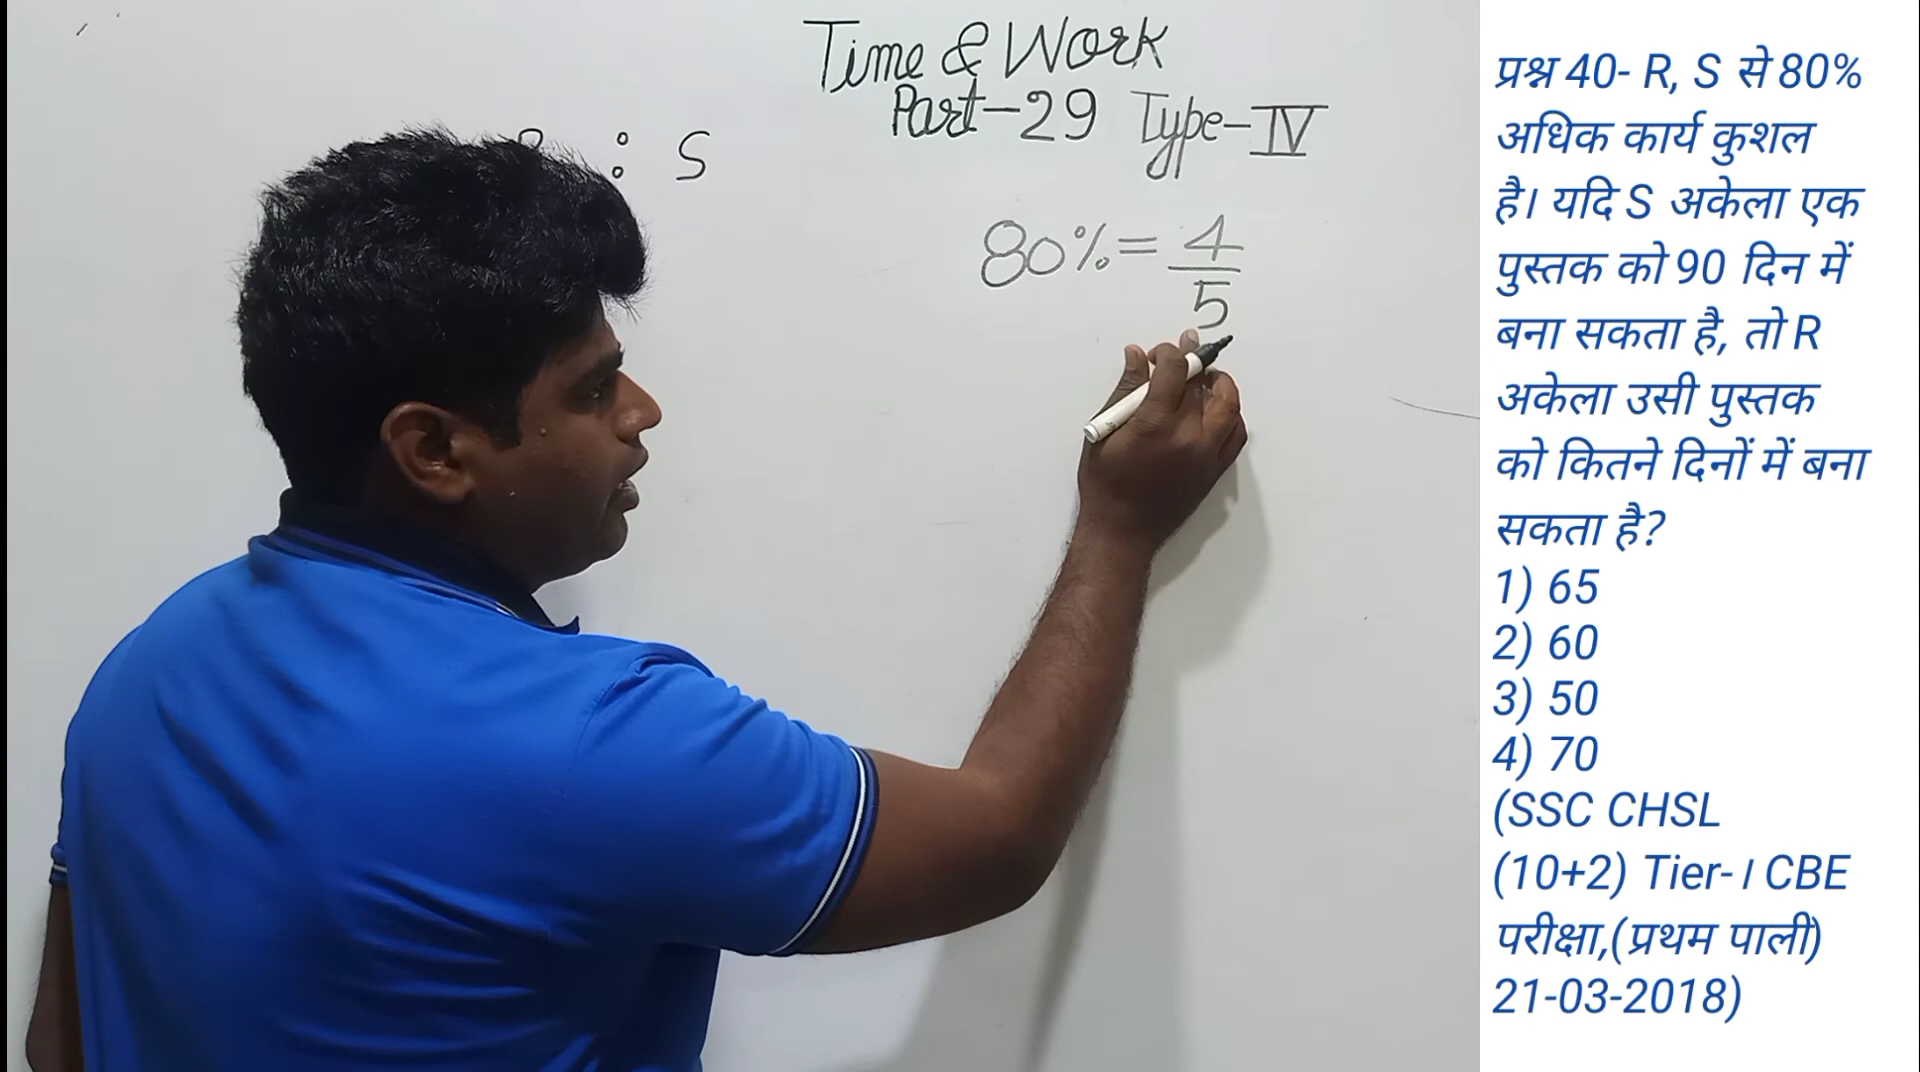 Time & Work
Part-29 Type-IV
: S
80% = 4/5
प्रश्न 40- R, S से 80%
अधिक कार्य कुशल
है। यदि S अकेला एक
पुस्तक को 90 दिन में
बना सकता है, तो R
अकेला उसी पुस्तक
को कितने दिनों में बना
सकता है?
1) 65
2) 60
3) 50
4) 70
(SSC CHSL
(10+2) Tier- I CBE
परीक्षा,(प्रथम पाली)
21-03-2018)